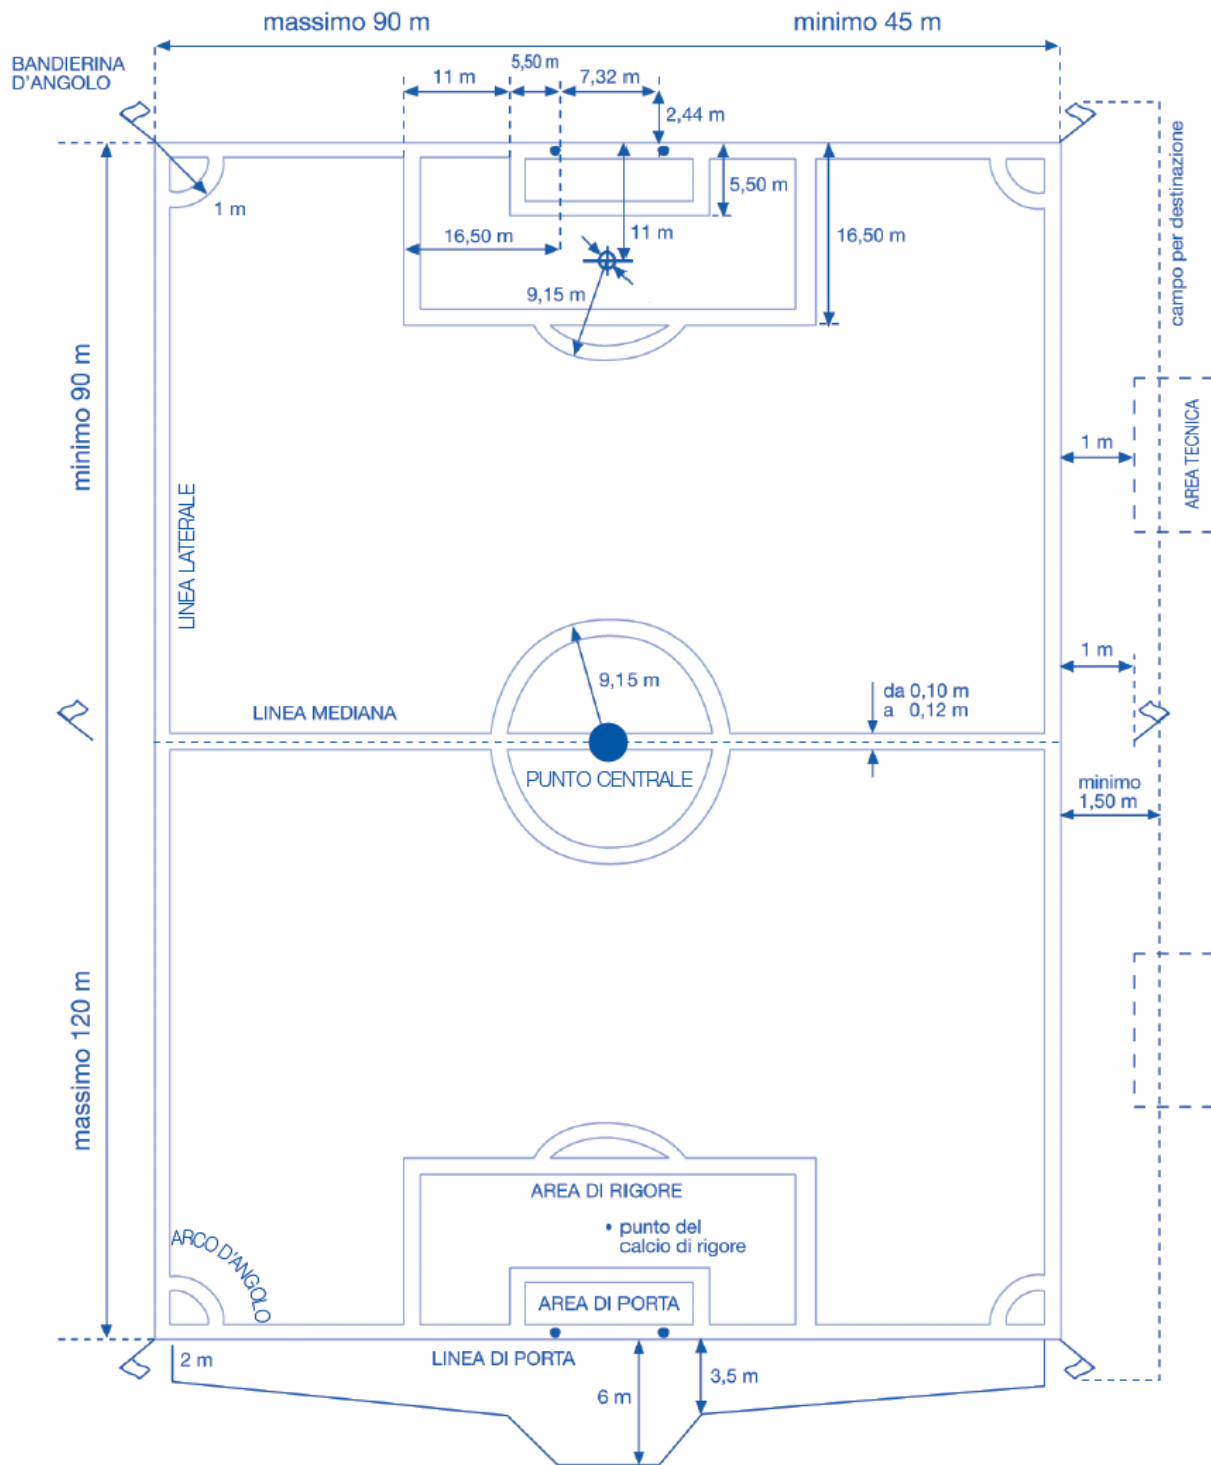 massimo 90 m
minimo 45 m
BANDIERINA
D'ANGOLO
11 m
5,50 m
7,32 m
2,44 m
1 m
5,50 m
16,50 m
11 m
16,50 m
9,15 m
campo per destinazione
minimo 90 m
1 m
AREA TECNICA
LINEA LATERALE
9,15 m
1 m
LINEA MEDIANA
da 0,10 m
a 0,12 m
PUNTO CENTRALE
minimo
1,50 m
massimo 120 m
AREA DI RIGORE
• punto del
calcio di rigore
ARCO D'ANGOLO
AREA DI PORTA
2 m
LINEA DI PORTA
6 m
3,5 m